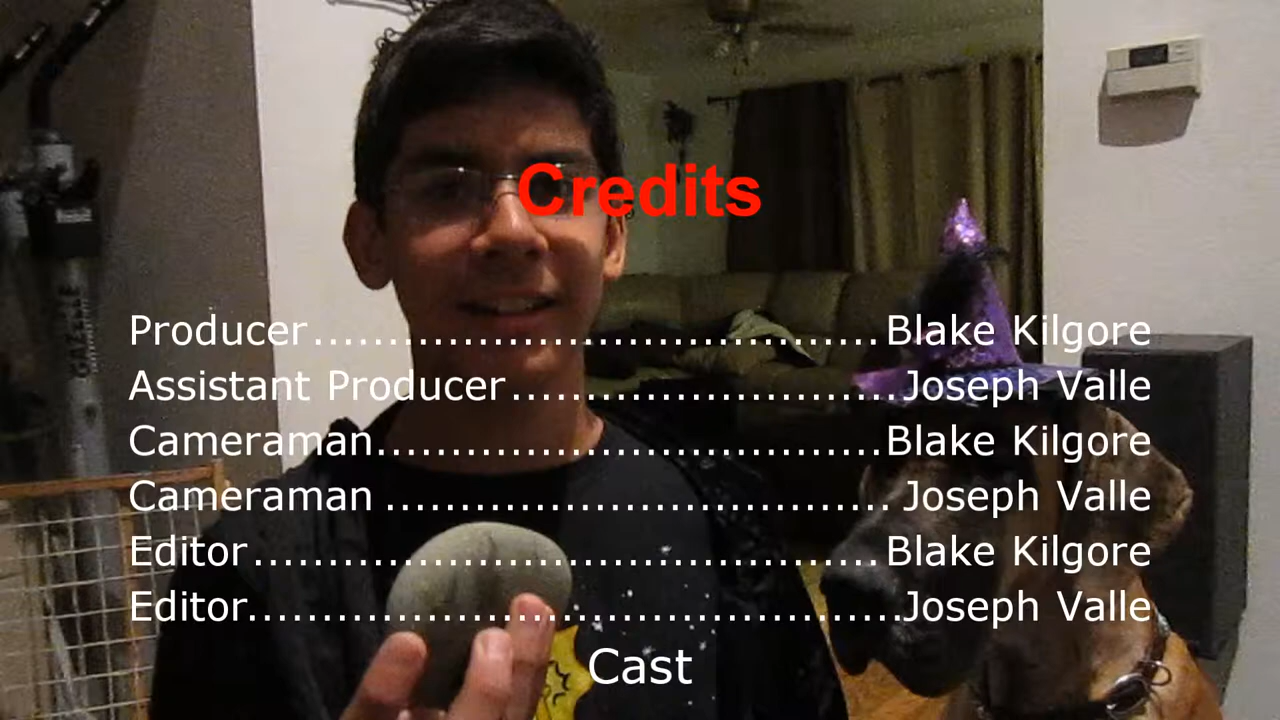 Credits
Producer......................................Blake Kilgore
Assistant Producer..........................Joseph Valle
Cameraman..................................Blake Kilgore
Cameraman ..................................Joseph Valle
Editor..........................................Blake Kilgore
Editor............................................Joseph Valle
Cast
GAZELLE